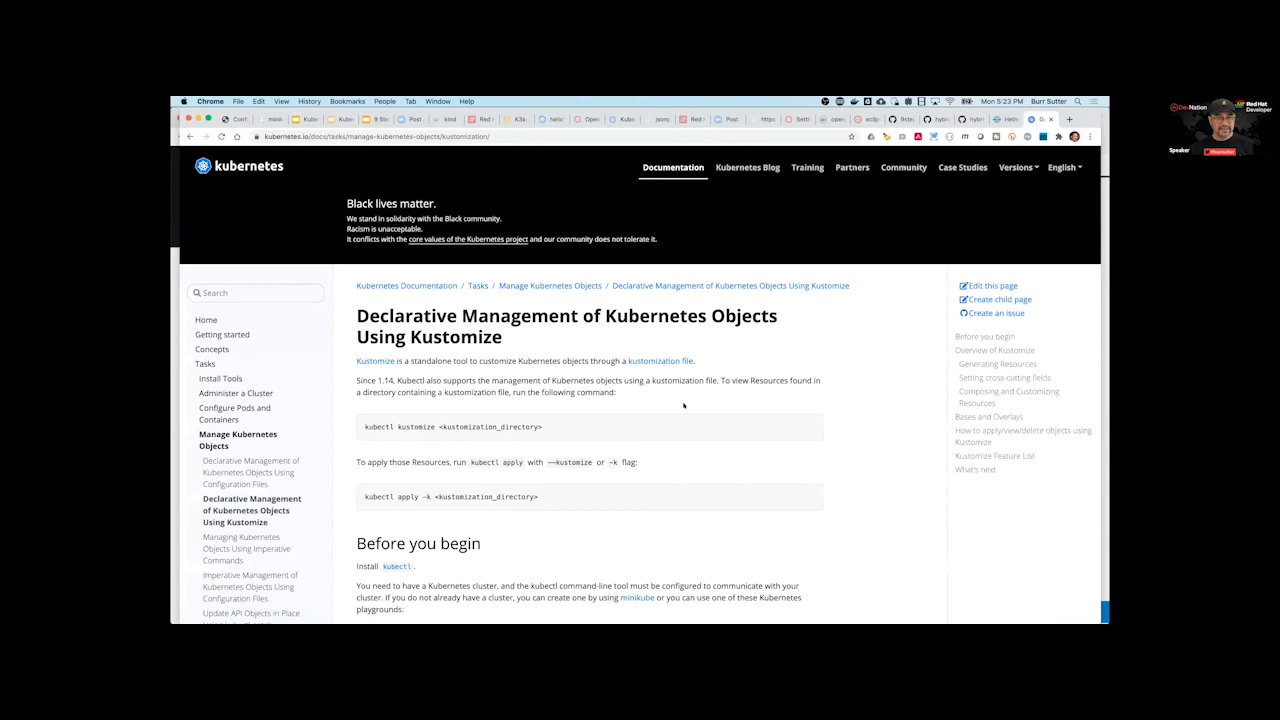 Chrome File Edit View History Bookmarks People Tab Window Help
Mon 5:23 PM Burr Sutter
kubernetes.io/docs/tasks/manage-kubernetes-objects/kustomization/
kubernetes
Documentation Kubernetes Blog Training Partners Community Case Studies Versions English
Black lives matter.
We stand in solidarity with the Black community.
Racism is unacceptable.
It conflicts with the core values of the Kubernetes project and our community does not tolerate it.
Search
Home
Getting started
Concepts
Tasks
Install Tools
Administer a Cluster
Configure Pods and
Containers
Manage Kubernetes
Objects
Declarative Management
of Kubernetes Objects
Using Kustomize
Declarative Management of
Kubernetes Objects Using
Configuration Files
Managing Kubernetes
Objects Using Imperative
Commands
Imperative Management of
Kubernetes Objects Using
Configuration Files
Update API Objects in Place
Kubernetes Documentation / Tasks / Manage Kubernetes Objects / Declarative Management of Kubernetes Objects Using Kustomize
Declarative Management of Kubernetes Objects
Using Kustomize
Kustomize is a standalone tool to customize Kubernetes objects through a kustomization file.
Since 1.14, Kubectl also supports the management of Kubernetes objects using a kustomization file. To view Resources found in
a directory containing a kustomization file, run the following command:
kubectl kustomize <kustomization_directory>
To apply those Resources, run kubectl apply with --kustomize or -k flag:
kubectl apply -k <kustomization_directory>
Before you begin
Install kubectl.
You need to have a Kubernetes cluster, and the kubectl command-line tool must be configured to communicate with your
cluster. If you do not already have a cluster, you can create one by using minikube or you can use one of these Kubernetes
playgrounds:
Edit this page
Create child page
Create an issue
Before you begin
Overview of Kustomize
Generating Resources
Setting cross-cutting fields
Composing and Customizing
Resources
Bases and Overlays
How to apply/view/delete objects using
Kustomize
Kustomize Feature List
What's next
DevNation
Red Hat
Developer
Speaker